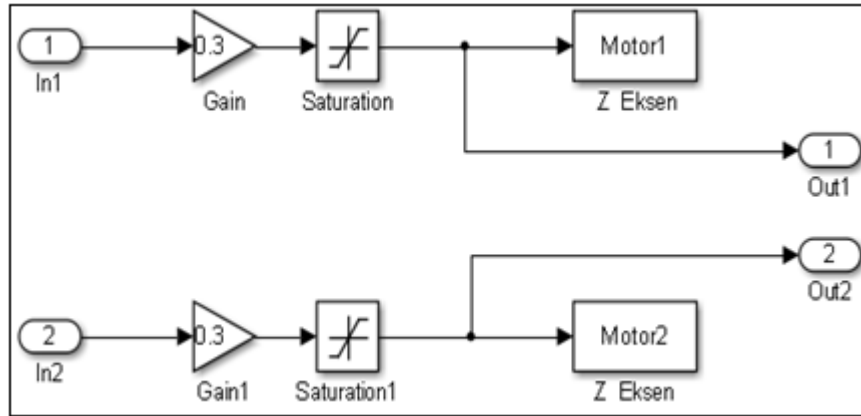 1
In1
0.3
Gain
Saturation
Motor1
Z Eksen
1
Out1
2
Out2
2
In2
0.3
Gain1
Saturation1
Motor2
Z Eksen